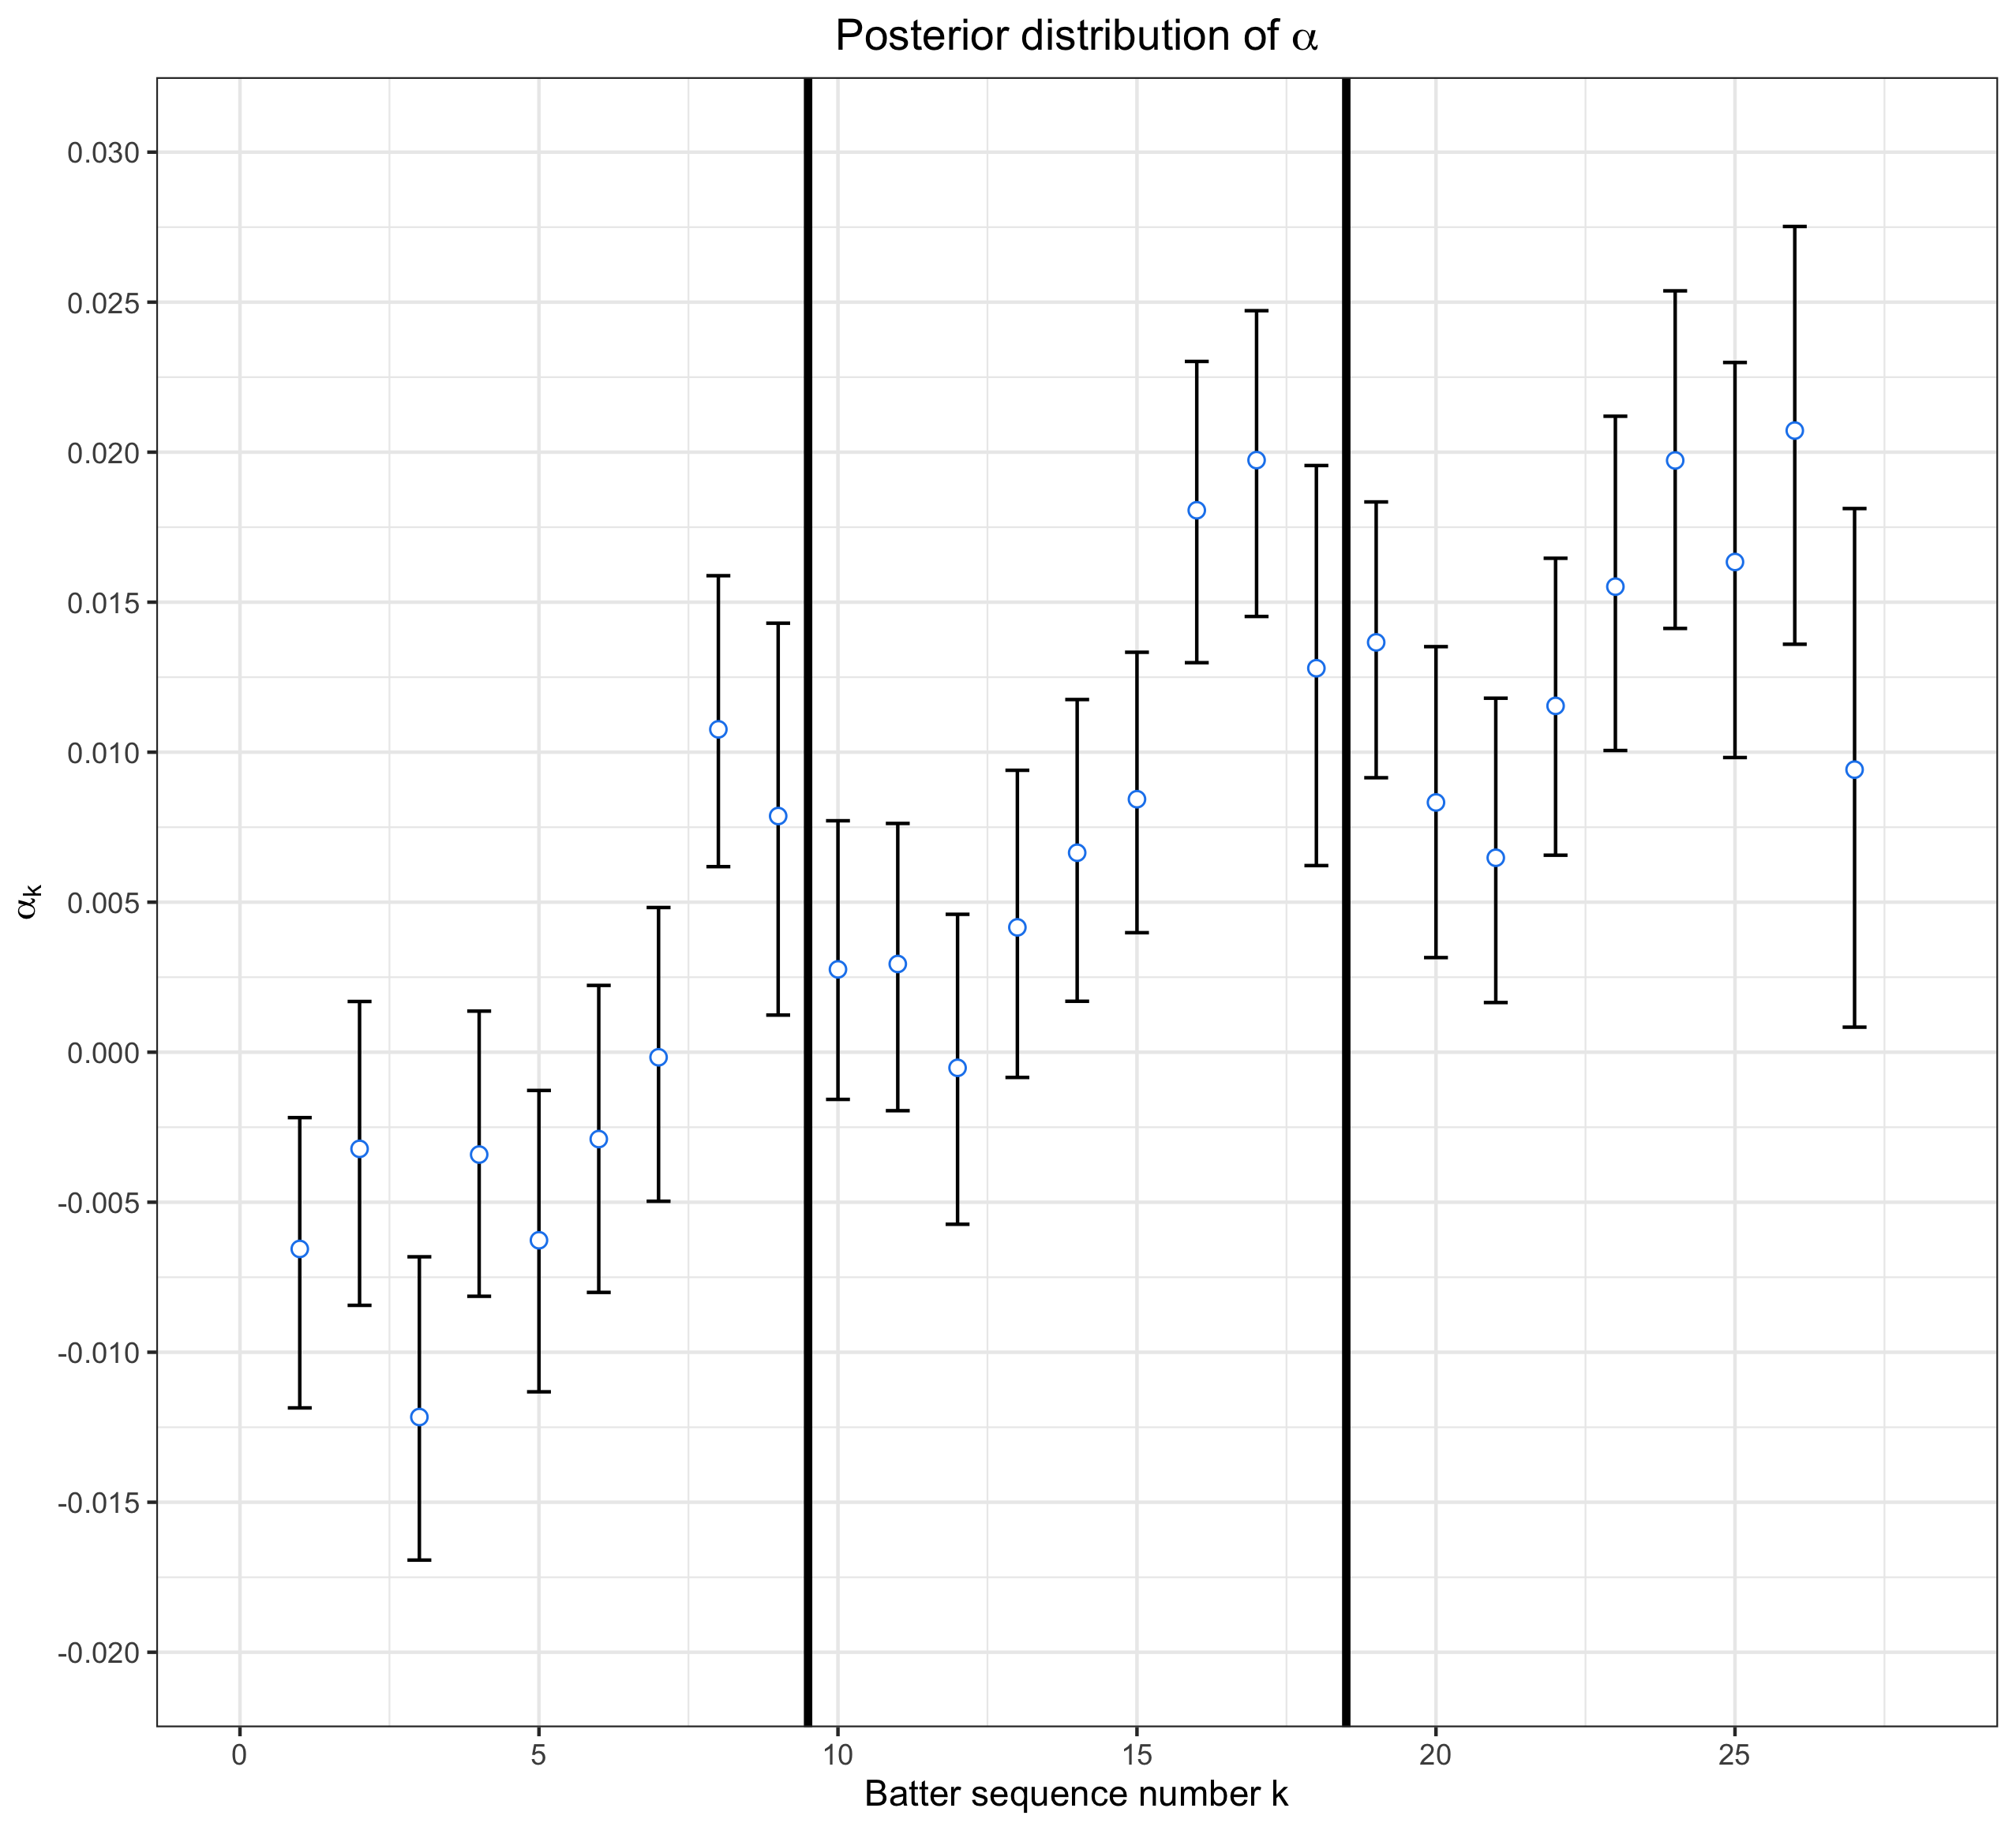 Posterior distribution of α
αk
0.030
0.025
0.020
0.015
0.010
0.005
0.000
-0.005
-0.010
-0.015
-0.020
0 5 10 15 20 25
Batter sequence number k